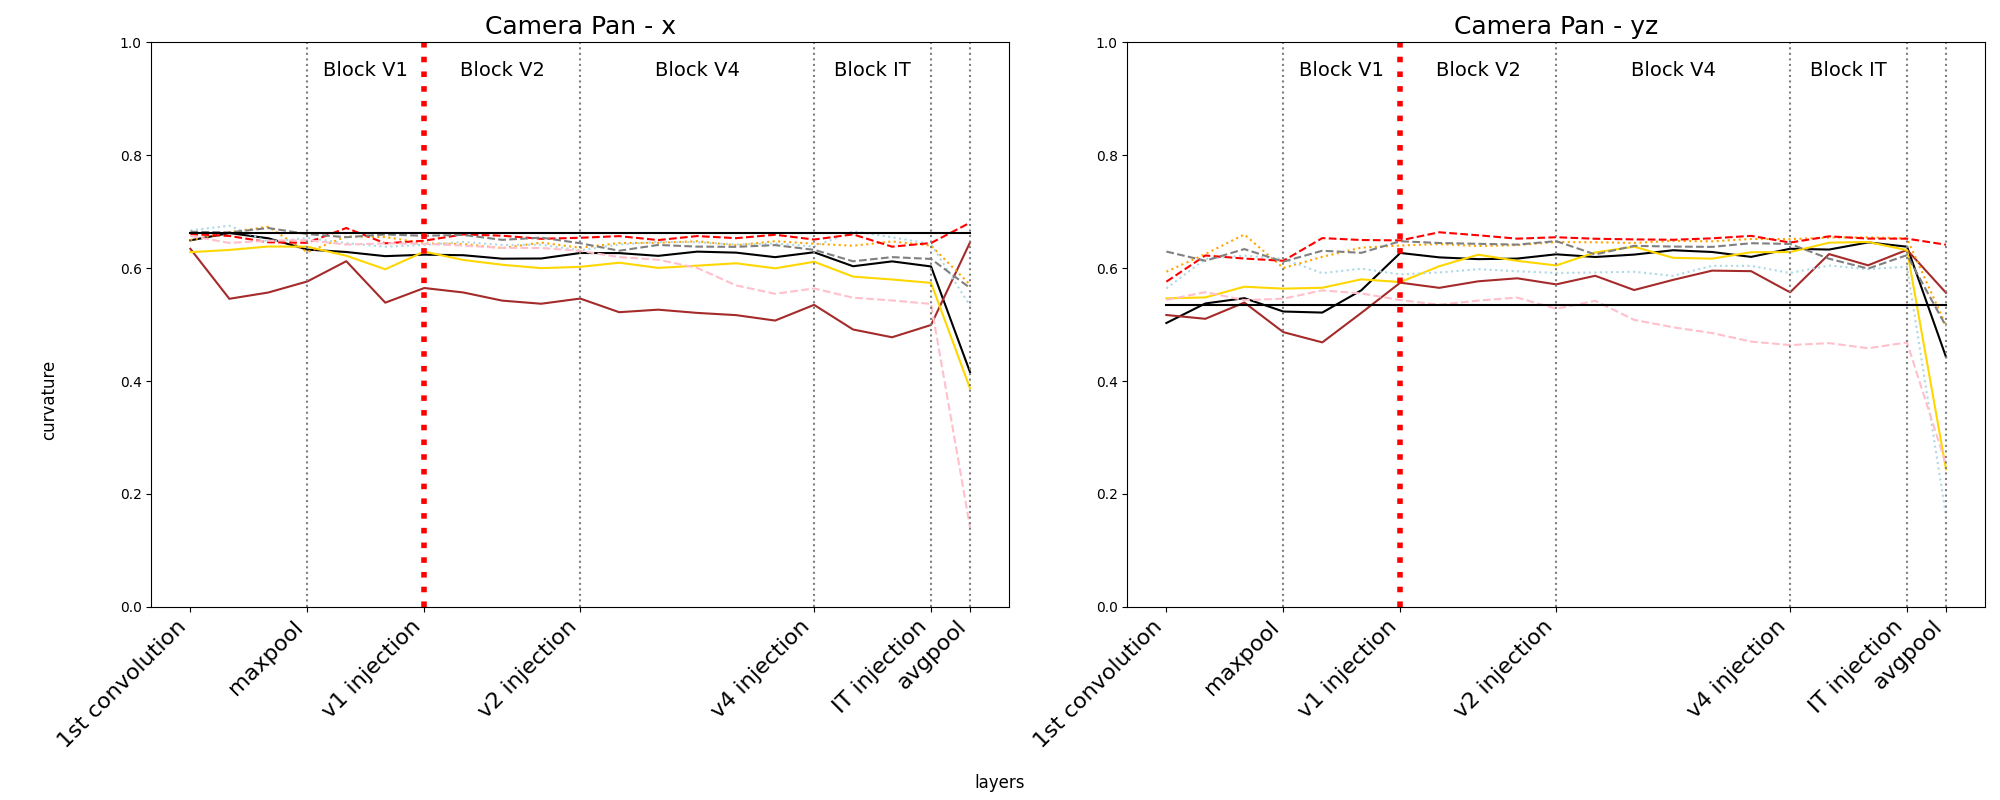 Camera Pan - x
1.0
0.8
0.6
0.4
0.2
0.0
Block V1
Block V2
Block V4
Block IT
curvature
1st convolution
maxpool
v1 injection
v2 injection
v4 injection
IT injection
avgpool
Camera Pan - yz
1.0
0.8
0.6
0.4
0.2
0.0
Block V1
Block V2
Block V4
Block IT
1st convolution
maxpool
v1 injection
v2 injection
v4 injection
IT injection
avgpool
layers